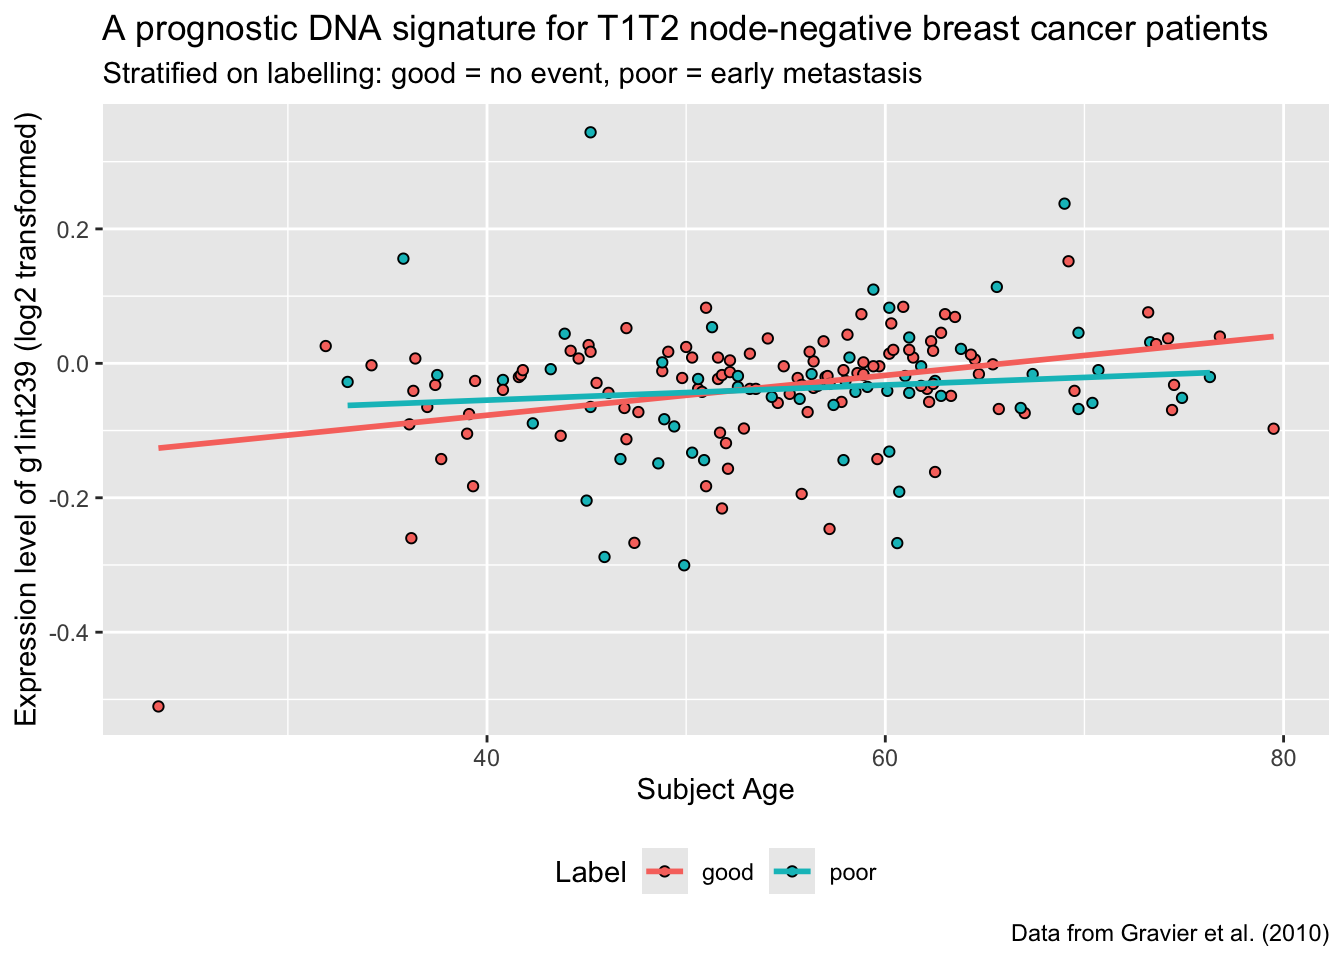 A prognostic DNA signature for T1T2 node-negative breast cancer patients
Stratified on labelling: good = no event, poor = early metastasis
Expression level of g1int239 (log2 transformed)
0.2
0.0
-0.2
-0.4
40
60
80
Subject Age
Label
good
poor
Data from Gravier et al. (2010)